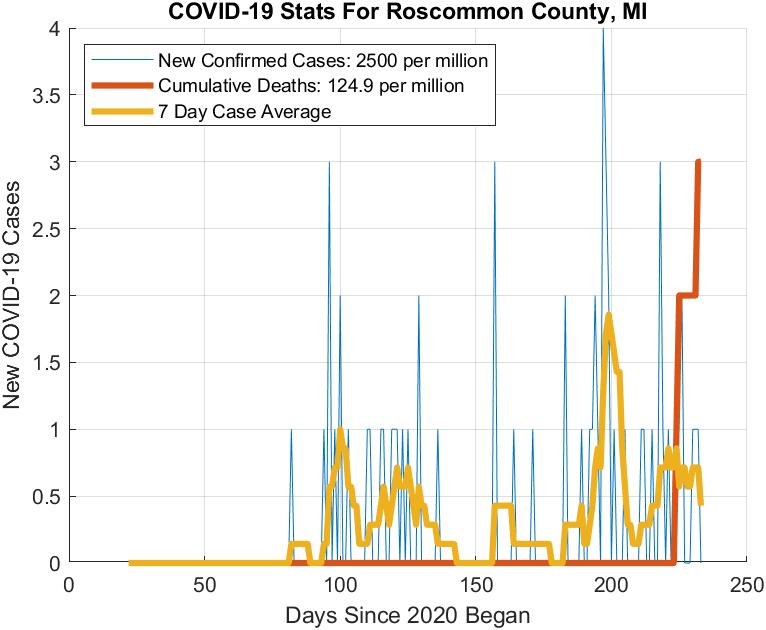 COVID-19 Stats For Roscommon County, MI
New Confirmed Cases: 2500 per million
Cumulative Deaths: 124.9 per million
7 Day Case Average
New COVID-19 Cases
4
3.5
3
2.5
2
1.5
1
0.5
0
0 50 100 150 200 250
Days Since 2020 Began